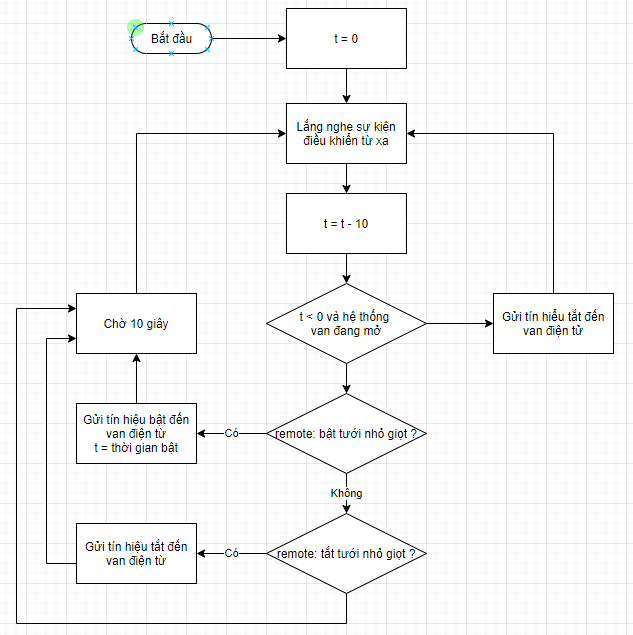 Bắt đầu
t = 0
Lắng nghe sự kiện
điều khiển từ xa
t = t - 10
Chờ 10 giây
t < 0 và hệ thống
van đang mở
Gửi tín hiểu tắt đến
van điện tử
Gửi tín hiệu bật đến
van điện từ
t = thời gian bật
Có
remote: bật tưới nhỏ giọt ?
Không
Gửi tín hiệu tắt đến
van điện từ
Có
remote: tắt tưới nhỏ giọt ?